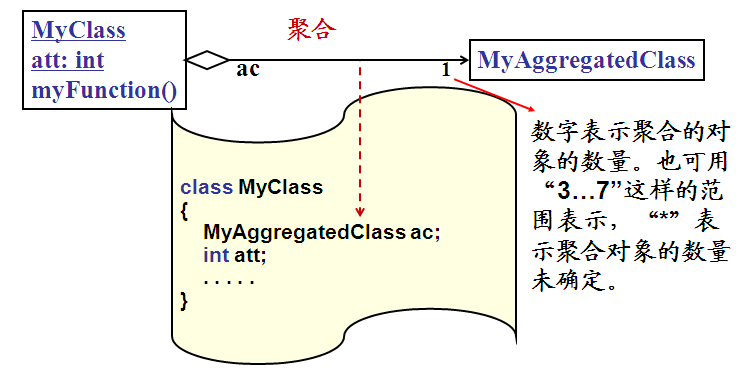 MyClass
att: int
myFunction()
聚合
ac
1
MyAggregatedClass
class MyClass
{
MyAggregatedClass ac;
int att;
. . . . .
}
数字表示聚合的对
象的数量。也可用
“3…7”这样的范
围表示，“*”表
示聚合对象的数量
未确定。